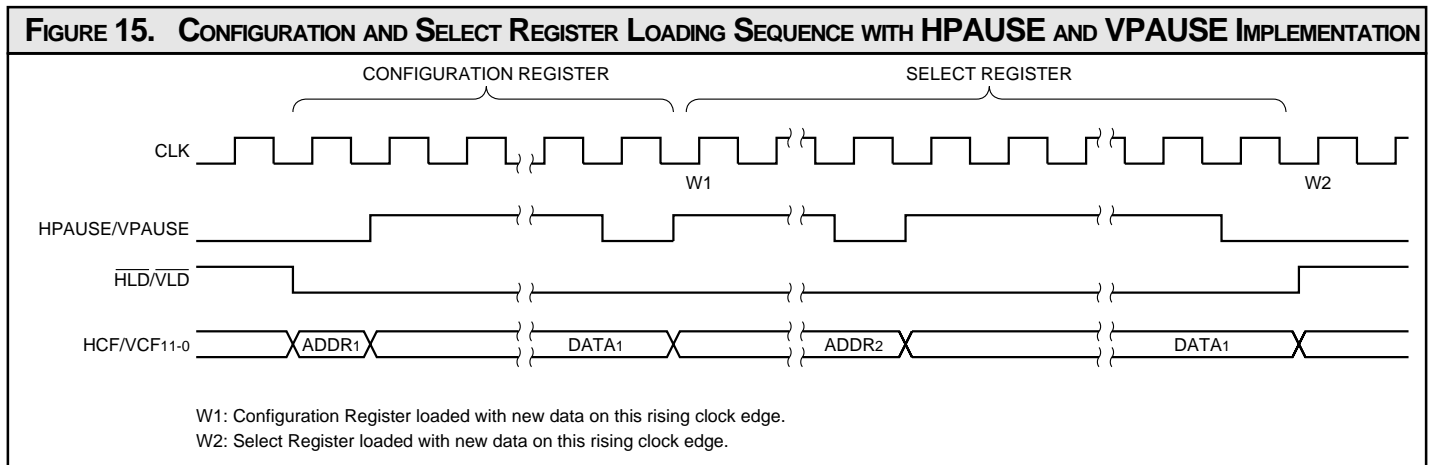 FIGURE 15. CONFIGURATION AND SELECT REGISTER LOADING SEQUENCE WITH HPAUSE AND VPAUSE IMPLEMENTATION
CONFIGURATION REGISTER SELECT REGISTER
CLK
W1 W2
HPAUSE/VPAUSE
HLD/VLD
HCF/VCF11-0 ADDR1 DATA1 ADDR2 DATA1
W1: Configuration Register loaded with new data on this rising clock edge.
W2: Select Register loaded with new data on this rising clock edge.